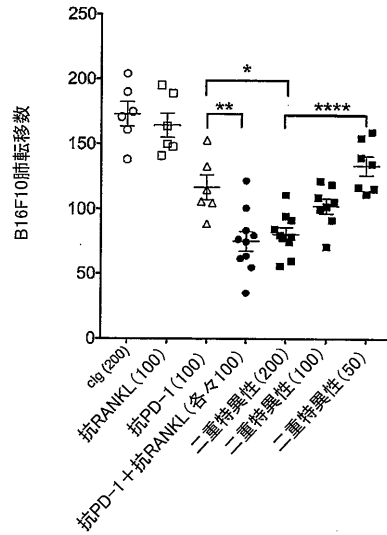 250
200
150
100
50
0
B16F10肺転移数
*
**
****
cIg (200)
抗RANKL(100)
抗PD-1(100)
抗PD-1+抗RANKL(各々100)
二重特異性(200)
二重特異性(100)
二重特異性(50)